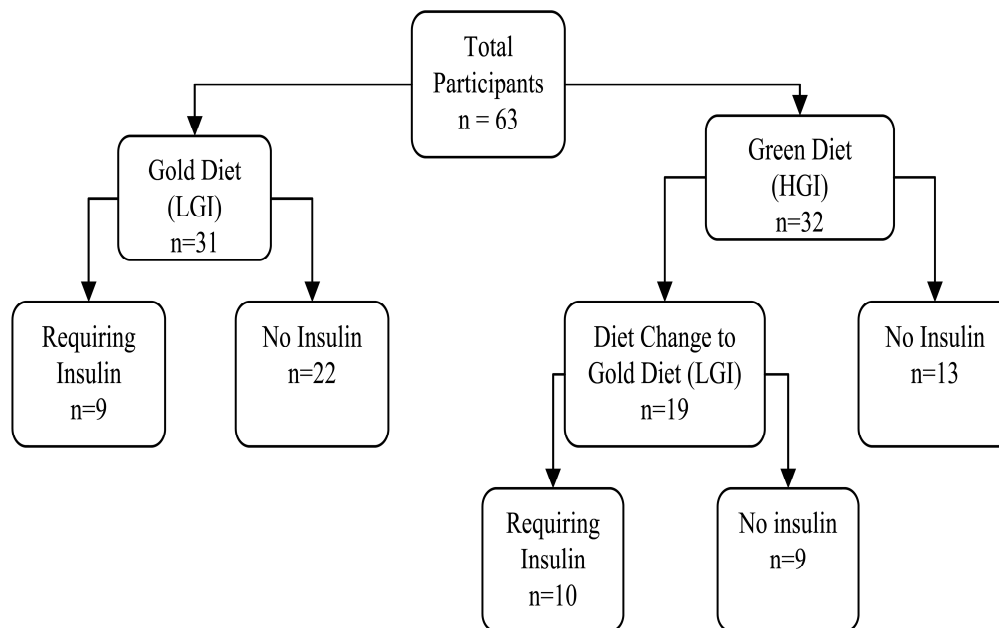 Total
Participants
n = 63
Gold Diet
(LGI)
n=31
Green Diet
(HGI)
n=32
Requiring
Insulin
n=9
No Insulin
n=22
Diet Change to
Gold Diet (LGI)
n=19
No Insulin
n=13
Requiring
Insulin
n=10
No insulin
n=9